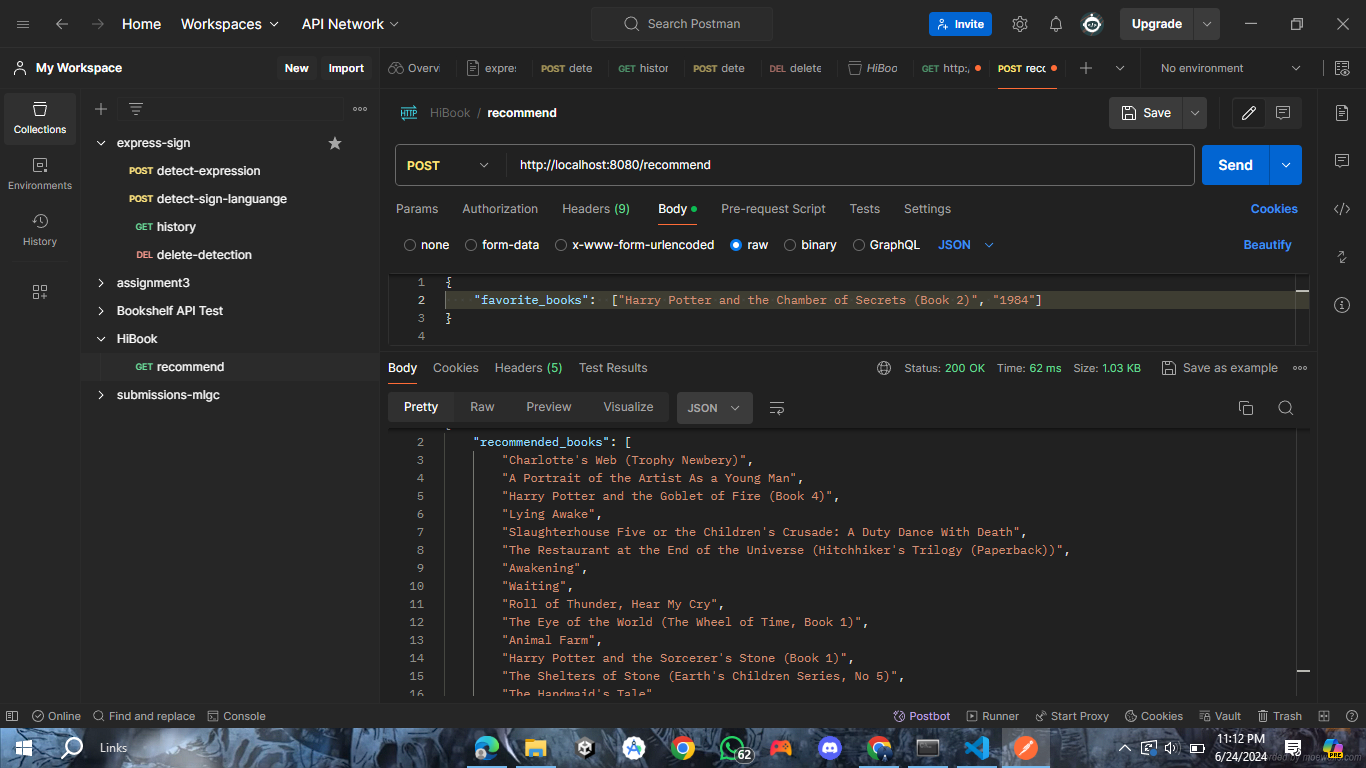 Home Workspaces API Network Search Postman Invite Upgrade
My Workspace New Import Overvi expres POST dete GET histor POST dete DEL delete HiBoo GET http:, POST reco No environment
Collections
Environments
History
express-sign
POST detect-expression
POST detect-sign-languange
GET history
DEL delete-detection
assignment3
Bookshelf API Test
HiBook
GET recommend
submissions-mlgc
HTTP HiBook / recommend Save
POST http://localhost:8080/recommend Send
Params Authorization Headers (9) Body Pre-request Script Tests Settings Cookies
none form-data x-www-form-urlencoded raw binary GraphQL JSON Beautify
1 {
2 "favorite_books": ["Harry Potter and the Chamber of Secrets (Book 2)", "1984"]
3 }
4
Body Cookies Headers (5) Test Results Status: 200 OK Time: 62 ms Size: 1.03 KB Save as example
Pretty Raw Preview Visualize JSON
2 "recommended_books": [
3 "Charlotte's Web (Trophy Newbery)",
4 "A Portrait of the Artist As a Young Man",
5 "Harry Potter and the Goblet of Fire (Book 4)",
6 "Lying Awake",
7 "Slaughterhouse Five or the Children's Crusade: A Duty Dance With Death",
8 "The Restaurant at the End of the Universe (Hitchhiker's Trilogy (Paperback))",
9 "Awakening",
10 "Waiting",
11 "Roll of Thunder, Hear My Cry",
12 "The Eye of the World (The Wheel of Time, Book 1)",
13 "Animal Farm",
14 "Harry Potter and the Sorcerer's Stone (Book 1)",
15 "The Shelters of Stone (Earth's Children Series, No 5)",
16 "The Handmaid's Tale"
Online Find and replace Console Postbot Runner Start Proxy Cookies Vault Trash
Links 62 11:12 PM
6/24/2024 PRE